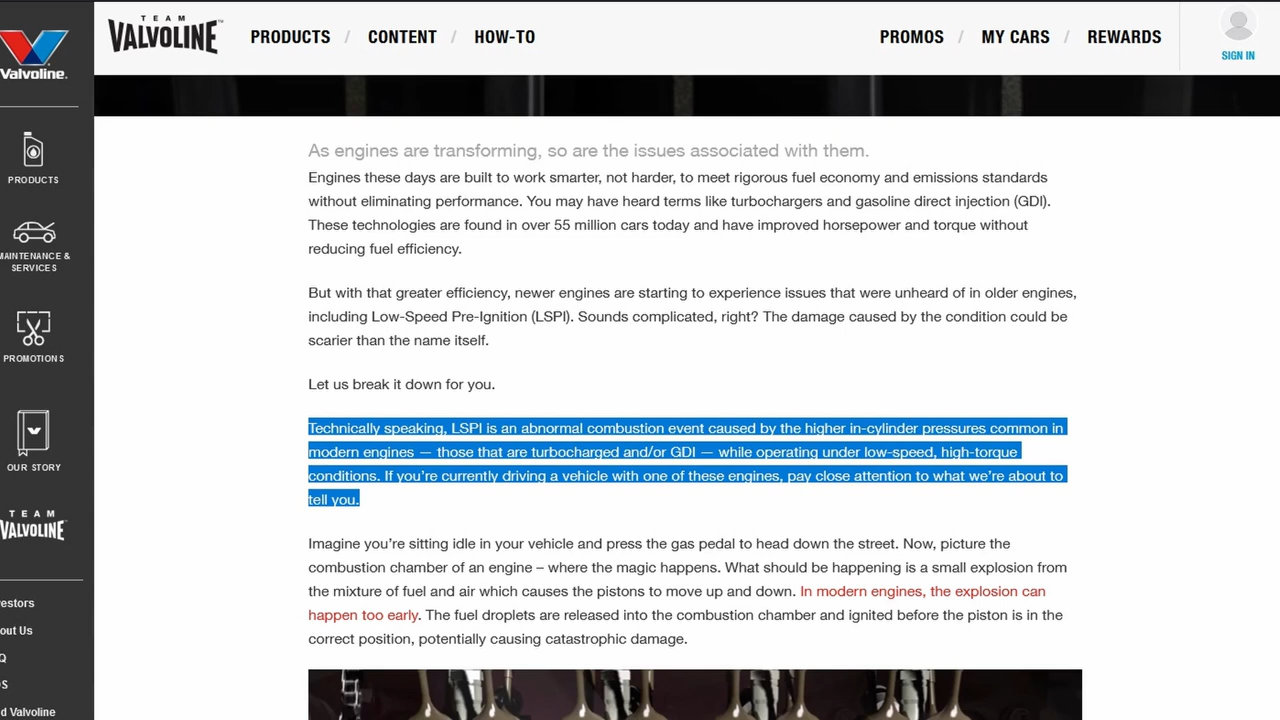 Valvoline.
PRODUCTS
MAINTENANCE &
SERVICES
PROMOTIONS
OUR STORY
TEAM
VALVOLINE
TEAM
VALVOLINE™
PRODUCTS / CONTENT / HOW-TO
PROMOS / MY CARS / REWARDS
SIGN IN
As engines are transforming, so are the issues associated with them.
Engines these days are built to work smarter, not harder, to meet rigorous fuel economy and emissions standards
without eliminating performance. You may have heard terms like turbochargers and gasoline direct injection (GDI).
These technologies are found in over 55 million cars today and have improved horsepower and torque without
reducing fuel efficiency.
But with that greater efficiency, newer engines are starting to experience issues that were unheard of in older engines,
including Low-Speed Pre-Ignition (LSPI). Sounds complicated, right? The damage caused by the condition could be
scarier than the name itself.
Let us break it down for you.
Technically speaking, LSPI is an abnormal combustion event caused by the higher in-cylinder pressures common in
modern engines — those that are turbocharged and/or GDI — while operating under low-speed, high-torque
conditions. If you’re currently driving a vehicle with one of these engines, pay close attention to what we’re about to
tell you.
Imagine you’re sitting idle in your vehicle and press the gas pedal to head down the street. Now, picture the
combustion chamber of an engine – where the magic happens. What should be happening is a small explosion from
the mixture of fuel and air which causes the pistons to move up and down. In modern engines, the explosion can
happen too early. The fuel droplets are released into the combustion chamber and ignited before the piston is in the
correct position, potentially causing catastrophic damage.
vestors
out Us
Q
S
d Valvoline